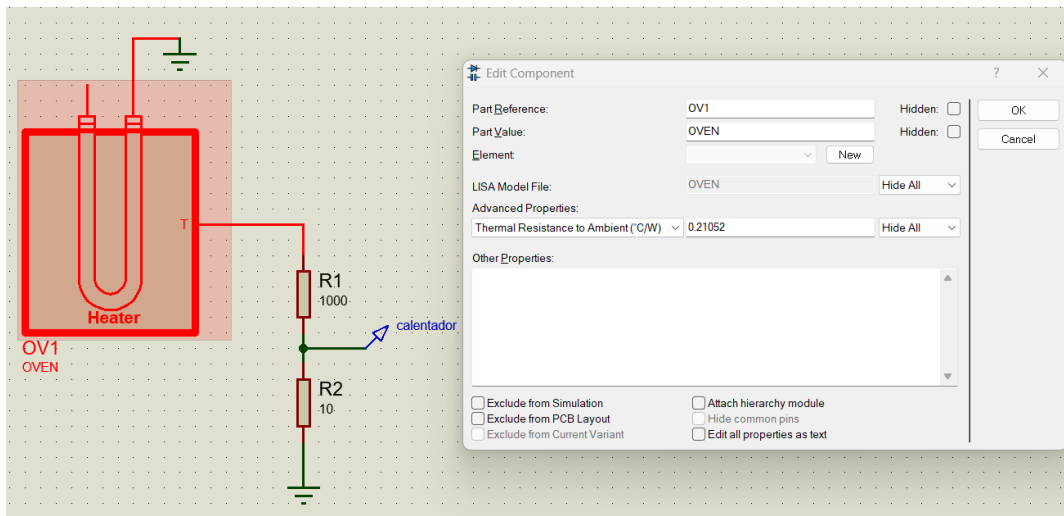 T
Heater
OV1
OVEN
R1
1000
calentador
R2
10
Edit Component
?
Part Reference:
OV1
Hidden:
OK
Part Value:
OVEN
Hidden:
Cancel
Element:
New
LISA Model File:
OVEN
Hide All
Advanced Properties:
Thermal Resistance to Ambient (°C/W)
0.21052
Hide All
Other Properties:
Exclude from Simulation
Attach hierarchy module
Exclude from PCB Layout
Hide common pins
Exclude from Current Variant
Edit all properties as text